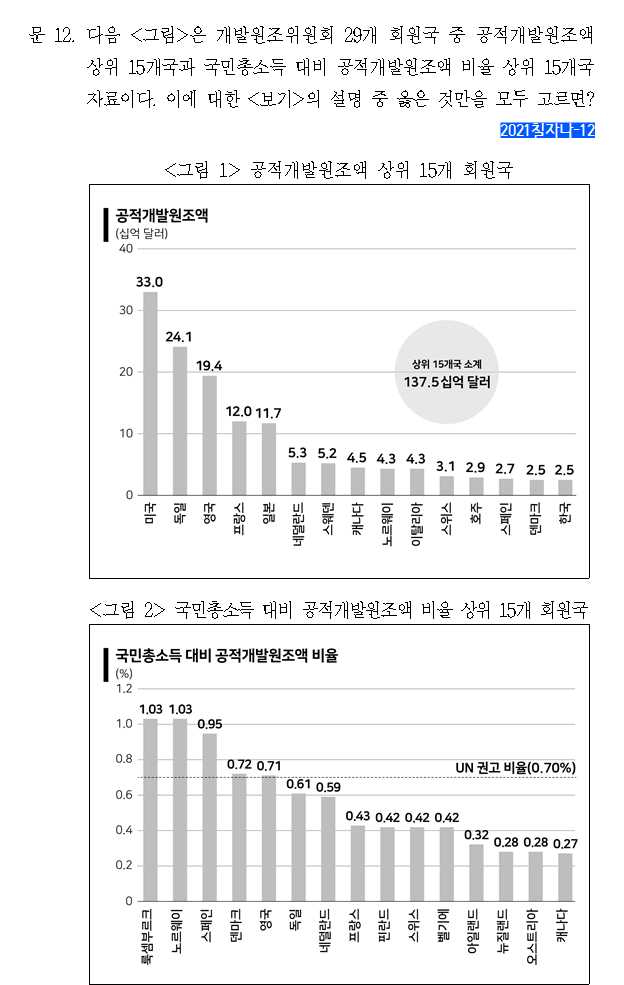 문 12. 다음 <그림>은 개발원조위원회 29개 회원국 중 공적개발원조액
상위 15개국과 국민총소득 대비 공적개발원조액 비율 상위 15개국
자료이다. 이에 대한 <보기>의 설명 중 옳은 것만을 모두 고르면?
2021칠자나-12
<그림 1> 공적개발원조액 상위 15개 회원국
공적개발원조액
(십억 달러)
40
30
20
10
0
33.0 24.1 19.4 12.0 11.7 5.3 5.2 4.5 4.3 4.3 3.1 2.9 2.7 2.5 2.5
상위 15개국 소계
137.5십억 달러
미국 독일 영국 프랑스 일본 네덜란드 스웨덴 캐나다 노르웨이 이탈리아 스위스 호주 스페인 덴마크 한국
<그림 2> 국민총소득 대비 공적개발원조액 비율 상위 15개 회원국
국민총소득 대비 공적개발원조액 비율
(%)
1.2
1.0
0.8
0.6
0.4
0.2
0
1.03 1.03 0.95 0.72 0.71 0.61 0.59 0.43 0.42 0.42 0.42 0.32 0.28 0.28 0.27
UN 권고 비율(0.70%)
룩셈부르크 노르웨이 스페인 덴마크 영국 독일 네덜란드 프랑스 핀란드 스위스 벨기에 아일랜드 뉴질랜드 오스트리아 캐나다